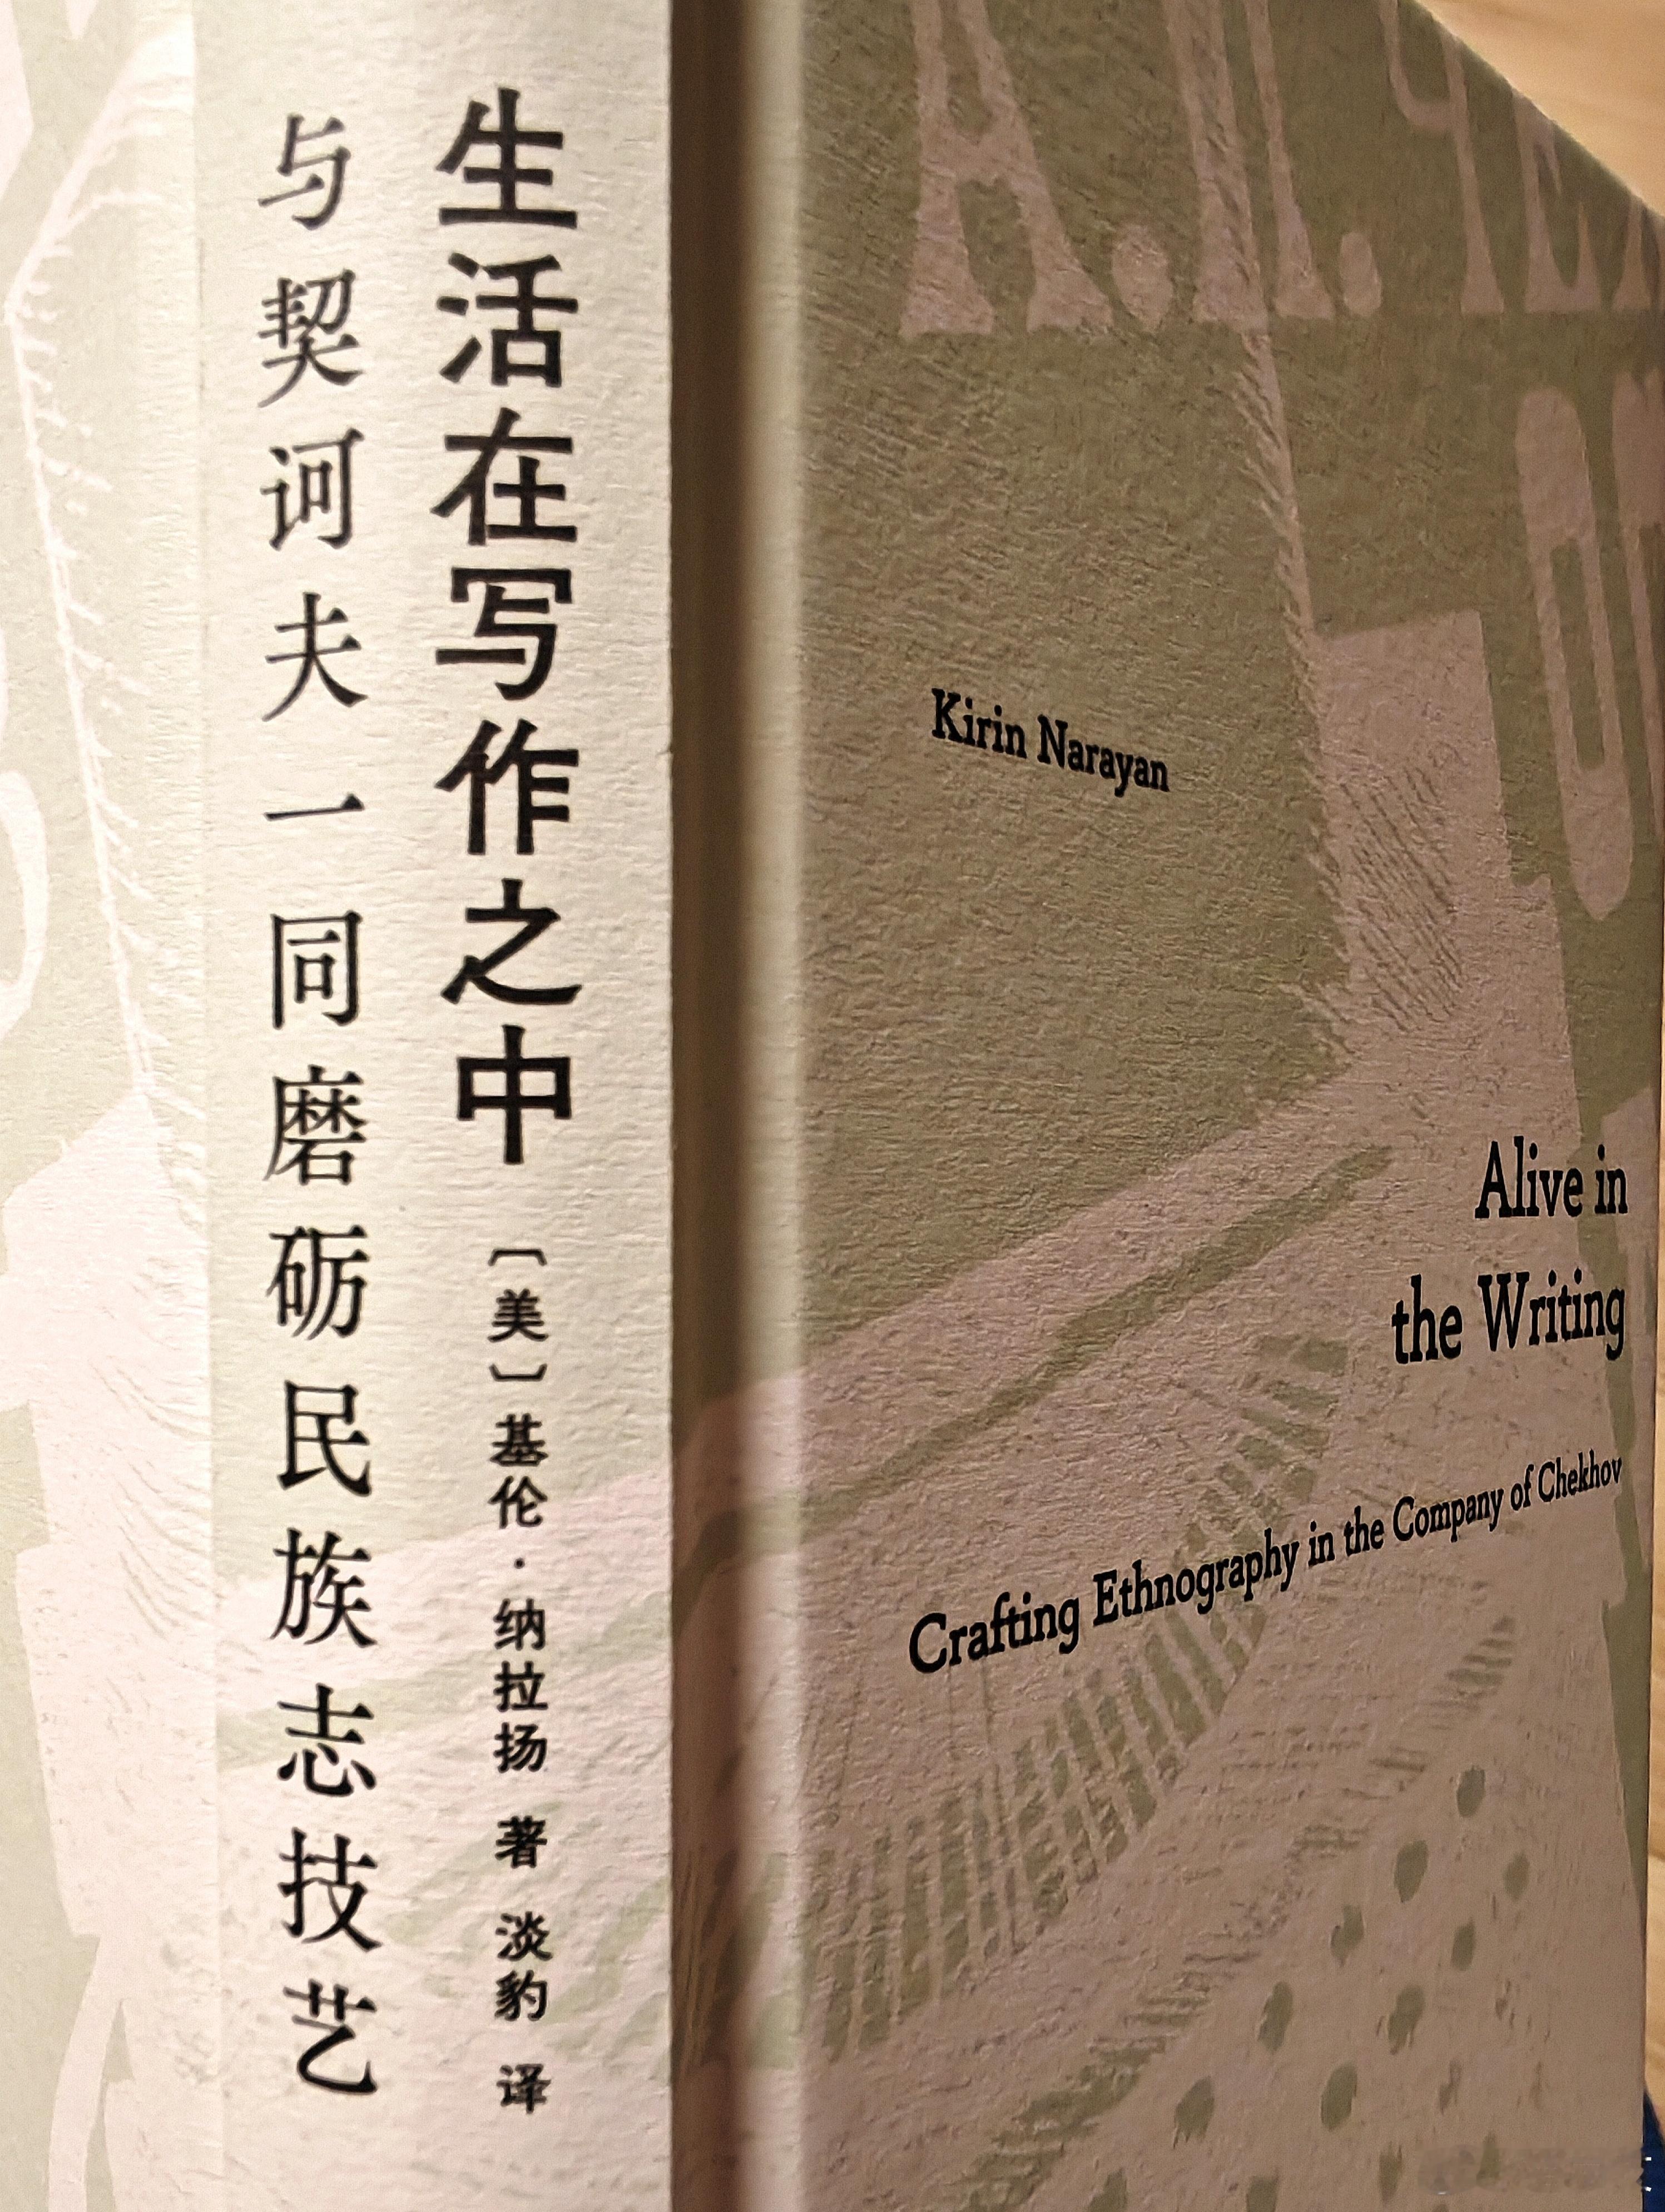 生活在写作之中 〔美〕基伦·纳拉扬 著 淡豹 译
与契诃夫一同磨砺民族志技艺
А.П.ЧЕ
Kirin Narayan
Alive in
the Writing
Crafting Ethnography in the Company of Chekhov